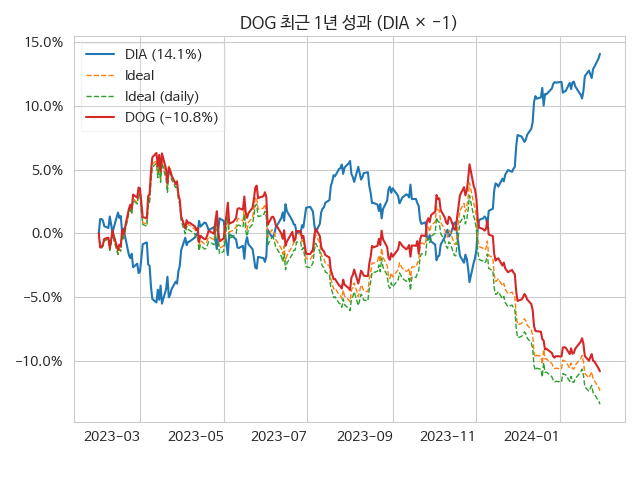 DOG 최근 1년 성과 (DIA × −1)
15.0%
10.0%
5.0%
0.0%
−5.0%
−10.0%
DIA (14.1%)
Ideal
Ideal (daily)
DOG (−10.8%)
2023-03
2023-05
2023-07
2023-09
2023-11
2024-01